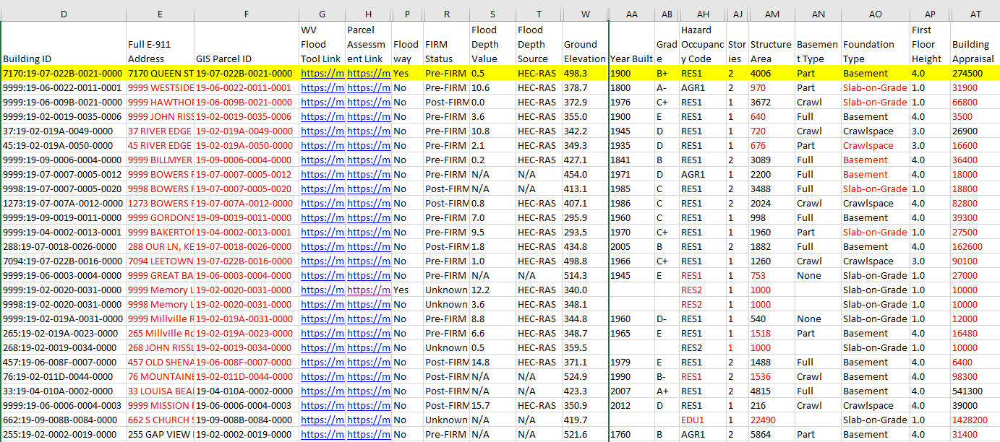 D E F G H P R S T W AA AB AH AJ AM AN AO AP AT
Building ID Full E-911 Address GIS Parcel ID WV Flood Tool Link Parcel Assessment Link Floodway FIRM Status Flood Depth Value Flood Depth Source Ground Elevation Year Built Grade Hazard Occupancy Code Stories Structure Area Basement Type Foundation Type First Floor Height Building Appraisal
7170:19-07-022B-0021-0000 7170 QUEEN ST 19-07-022B-0021-0000 https://m https://m Yes Pre-FIRM 0.5 HEC-RAS 498.3 1900 B+ RES1 2 4006 Part Basement 4.0 274500
9999:19-06-0022-0011-0001 9999 WESTSIDE 19-06-0022-0011-0001 https://m https://m No Pre-FIRM 10.6 HEC-RAS 378.7 1800 A- AGR1 2 970 Part Slab-on-Grade 1.0 31900
9999:19-06-009B-0021-0000 9999 HAWTHO 19-06-009B-0021-0000 https://m https://m No Post-FIRM 0.0 HEC-RAS 372.9 1976 C+ RES1 1 3672 Crawl Slab-on-Grade 1.0 66800
9999:19-02-0019-0035-0006 9999 JOHN RISS 19-02-0019-0035-0006 https://m https://m No Pre-FIRM 3.6 HEC-RAS 355.0 1900 E RES1 1 640 Full Basement 4.0 3500
37:19-02-019A-0049-0000 37 RIVER EDGE 19-02-019A-0049-0000 https://m https://m No Pre-FIRM 10.8 HEC-RAS 342.2 1945 D RES1 1 720 Crawl Crawlspace 3.0 26900
45:19-02-019A-0050-0000 45 RIVER EDGE 19-02-019A-0050-0000 https://m https://m No Pre-FIRM 2.1 HEC-RAS 349.3 1935 D RES1 1 676 Part Crawlspace 3.0 16600
9999:19-09-0006-0004-0000 9999 BILLMYER 19-09-0006-0004-0000 https://m https://m No Pre-FIRM 0.2 HEC-RAS 427.1 1841 B RES1 2 3089 Full Basement 4.0 36400
9999:19-07-0007-0005-0012 9999 BOWERS 19-07-0007-0005-0012 https://m https://m No Pre-FIRM N/A N/A 454.0 1971 D AGR1 1 2200 Full Basement 4.0 18000
9998:19-07-0007-0005-0020 9998 BOWERS 19-07-0007-0005-0020 https://m https://m No Post-FIRM N/A N/A 413.1 1985 C RES1 2 3488 Full Slab-on-Grade 1.0 18800
1273:19-07-007A-0012-0000 1273 BOWERS 19-07-007A-0012-0000 https://m https://m No Post-FIRM 0.8 HEC-RAS 407.1 1986 C RES1 2 2024 Crawl Crawlspace 4.0 82800
9999:19-09-0019-0011-0000 9999 GORDONS 19-09-0019-0011-0000 https://m https://m No Pre-FIRM 7.0 HEC-RAS 295.9 1960 C RES1 1 998 Full Basement 4.0 39300
9999:19-04-0002-0013-0001 9999 BAKERTO 19-04-0002-0013-0001 https://m https://m No Pre-FIRM 9.5 HEC-RAS 293.5 1970 C+ RES1 1 1960 Part Slab-on-Grade 1.0 27500
288:19-07-0018-0026-0000 288 OUR LN, KE 19-07-0018-0026-0000 https://m https://m No Post-FIRM 1.8 HEC-RAS 434.8 2005 B RES1 1 1882 Full Basement 4.0 162600
7094:19-07-022B-0016-0000 7094 LEETOWN 19-07-022B-0016-0000 https://m https://m No Pre-FIRM 1.0 HEC-RAS 498.8 1966 C+ RES1 1 1260 Crawl Crawlspace 3.0 90100
9999:19-06-0003-0004-0000 9999 GREAT BA 19-06-0003-0004-0000 https://m https://m No Pre-FIRM N/A N/A 514.3 1945 E RES1 1 753 None Slab-on-Grade 1.0 27000
9999:19-02-0020-0031-0000 9999 Memory L 19-02-0020-0031-0000 https://m https://m Yes Unknown 12.2 HEC-RAS 340.0 RES2 1 1000 Slab-on-Grade 1.0 10000
9998:19-02-0020-0031-0000 9998 Memory L 19-02-0020-0031-0000 https://m https://m No Unknown 3.6 HEC-RAS 348.1 RES2 1 1000 Slab-on-Grade 1.0 10000
9999:19-02-019A-0031-0000 9999 Millville R 19-02-019A-0031-0000 https://m https://m No Pre-FIRM 8.8 HEC-RAS 344.8 1960 D- RES1 1 540 None Slab-on-Grade 1.0 12000
265:19-02-019A-0023-0000 265 Millville Rd 19-02-019A-0023-0000 https://m https://m No Pre-FIRM 6.6 HEC-RAS 348.7 1965 E RES1 1 1518 Part Basement 4.0 16480
268:19-02-0019-0034-0000 268 JOHN RISSL 19-02-0019-0034-0000 https://m https://m No Unknown 0.5 HEC-RAS 359.5 RES2 1 1000 Slab-on-Grade 1.0 10000
457:19-06-008F-0007-0000 457 OLD SHENA 19-06-008F-0007-0000 https://m https://m No Post-FIRM 14.8 HEC-RAS 371.1 1979 E RES1 2 1488 Full Basement 4.0 6400
76:19-02-011D-0044-0000 76 MOUNTAIN 19-02-011D-0044-0000 https://m https://m No Post-FIRM N/A N/A 524.9 1990 B- RES1 2 1536 Crawl Basement 4.0 98300
33:19-04-010A-0002-0000 33 LOUISA BEA 19-04-010A-0002-0000 https://m https://m No Post-FIRM N/A N/A 423.3 2007 A+ RES1 2 4815 Full Basement 4.0 541300
9999:19-06-0006-0004-0003 9999 MISSION 19-06-0006-0004-0003 https://m https://m No Post-FIRM 15.7 HEC-RAS 350.9 2012 D RES1 1 216 Crawl Crawlspace 4.0 39000
662:19-09-008B-0084-0000 662 S CHURCH 19-09-008B-0084-0000 https://m https://m No Unknown N/A N/A 419.7 EDU1 1 22490 Slab-on-Grade 1.0 1428200
255:19-02-0002-0019-0000 255 GAP VIEW 19-02-0002-0019-0000 https://m https://m No Pre-FIRM N/A N/A 521.6 1760 B AGR1 2 5864 Part Basement 4.0 31400